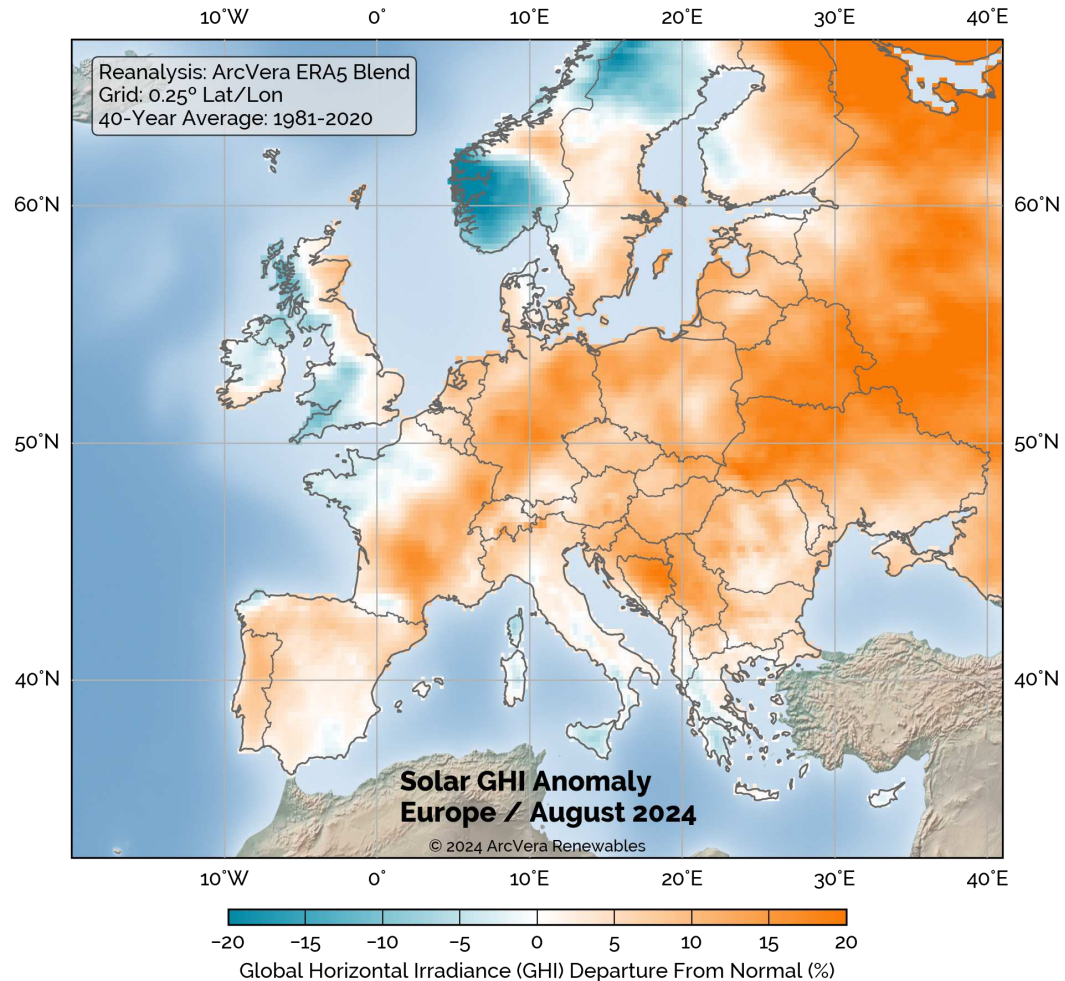 10°W 0° 10°E 20°E 30°E 40°E
Reanalysis: ArcVera ERA5 Blend
Grid: 0.25º Lat/Lon
40-Year Average: 1981-2020
60°N 60°N
50°N 50°N
40°N 40°N
Solar GHI Anomaly
Europe / August 2024
© 2024 ArcVera Renewables
10°W 0° 10°E 20°E 30°E 40°E
−20 −15 −10 −5 0 5 10 15 20
Global Horizontal Irradiance (GHI) Departure From Normal (%)